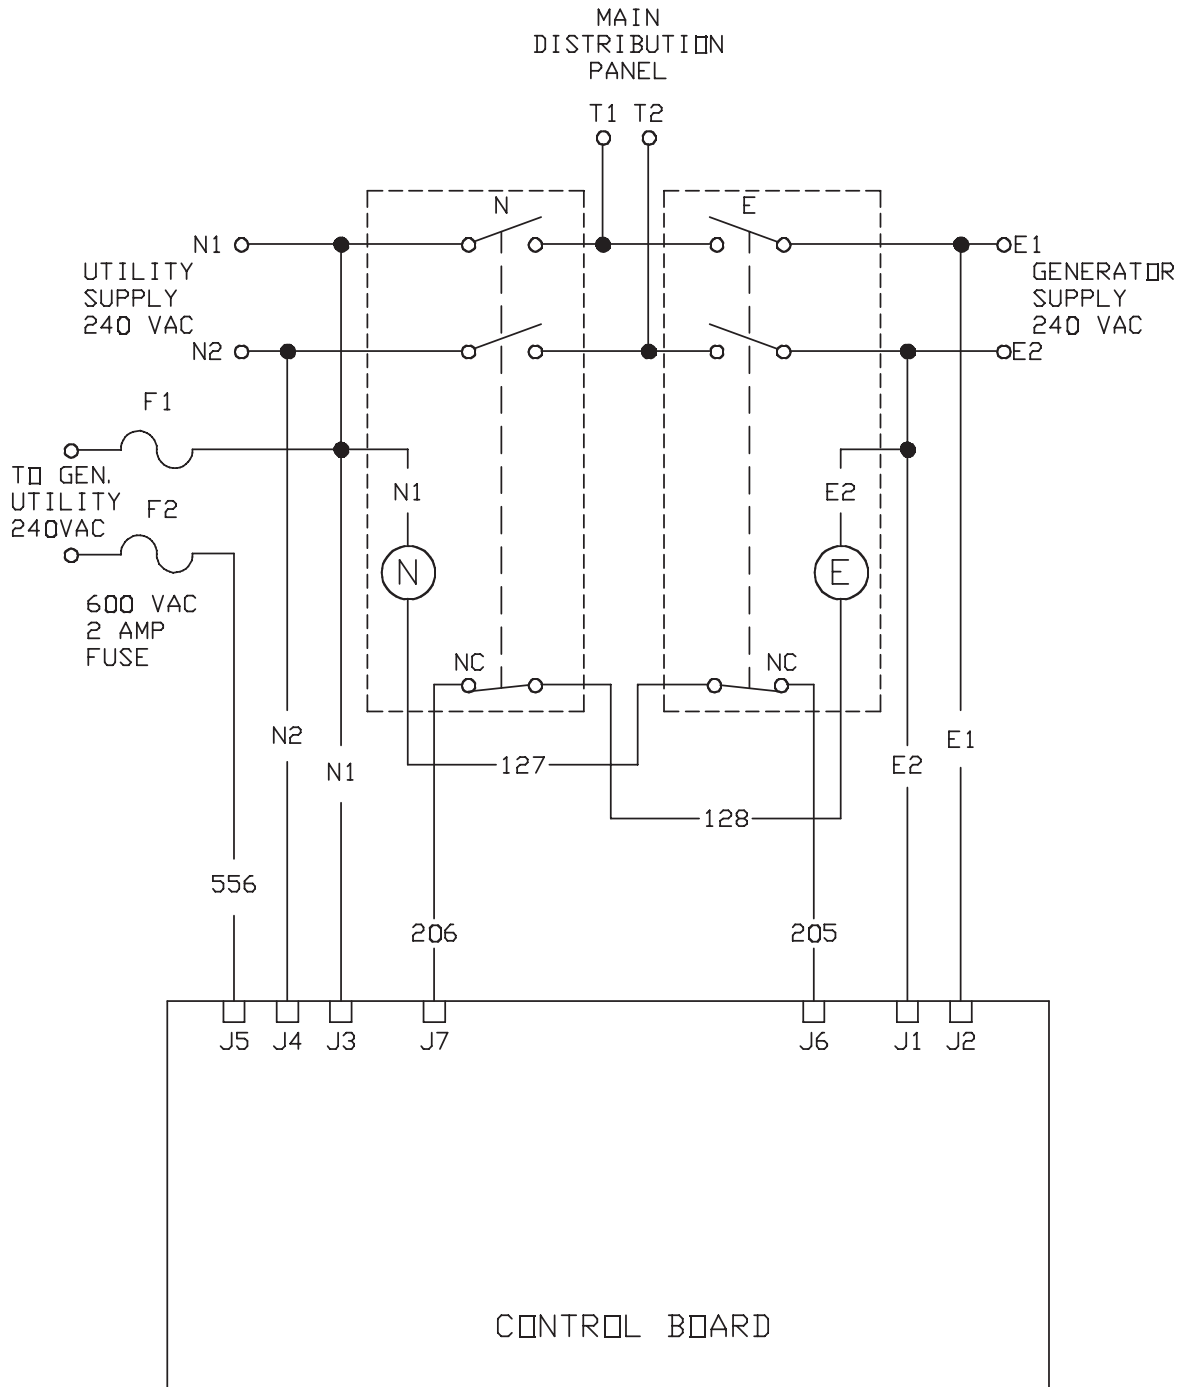 MAIN
DISTRIBUTION
PANEL
T1 T2
N
E
N1
UTILITY
SUPPLY
240 VAC
N2
E1
GENERATOR
SUPPLY
240 VAC
E2
F1
TO GEN.
UTILITY
240VAC
F2
600 VAC
2 AMP
FUSE
N1
E2
N
E
NC
NC
N2
N1
127
E2
E1
128
556
206
205
J5 J4 J3 J7 J6 J1 J2
CONTROL BOARD